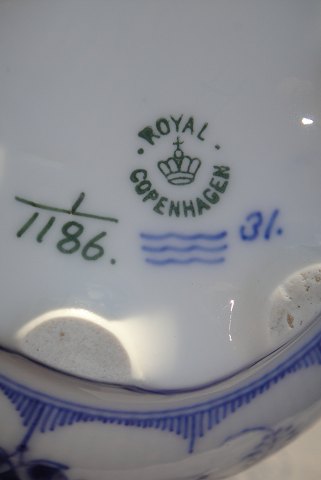 ROYAL
COPENHAGEN
1
1186.
31.